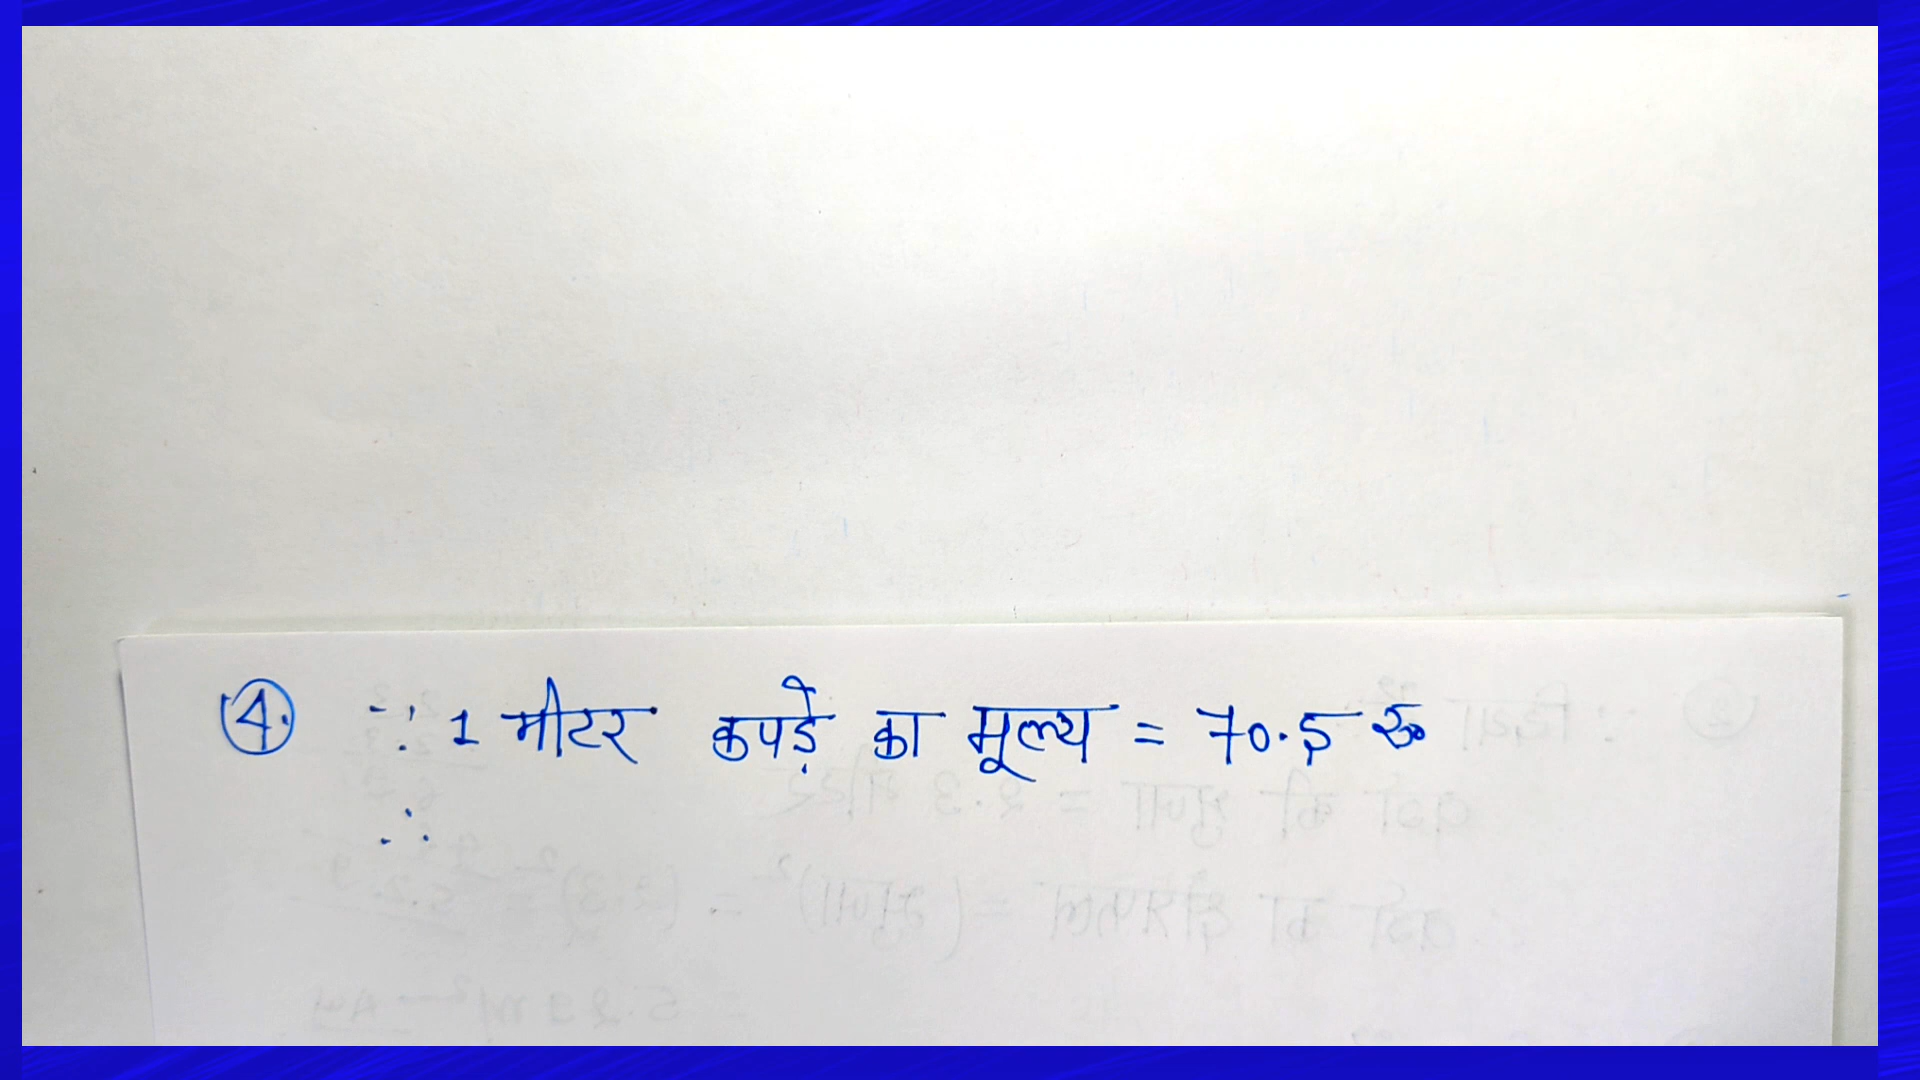 4. ∵ 1 मीटर कपड़े का मूल्य = 70.5 रू
∴